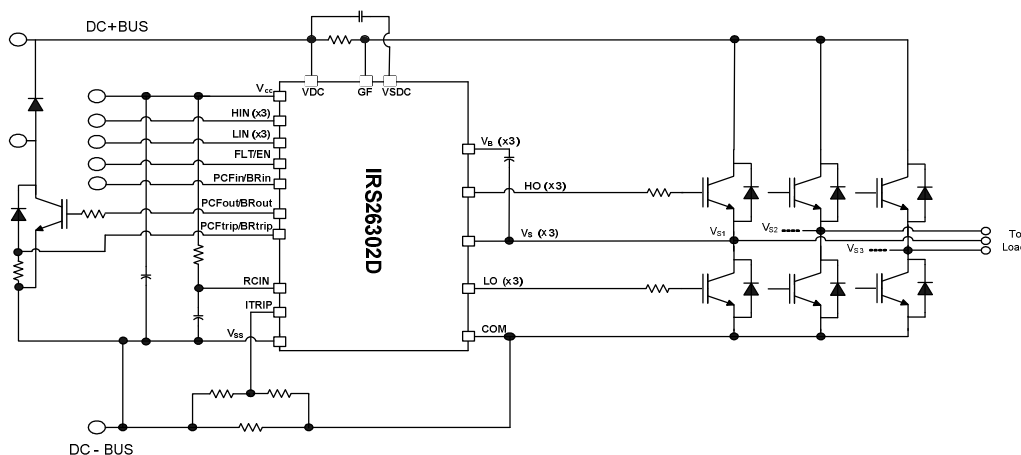 DC+BUS
VDC
GF
VSDC
Vcc
HIN (x3)
LIN (x3)
FLT/EN
PCFin/BRin
PCFout/BRout
PCFtrip/BRtrip
RCIN
ITRIP
VSS
IRS26302D
VB (x3)
HO (x3)
VS (x3)
LO (x3)
COM
VS1
VS2
VS3
To
Load
DC - BUS